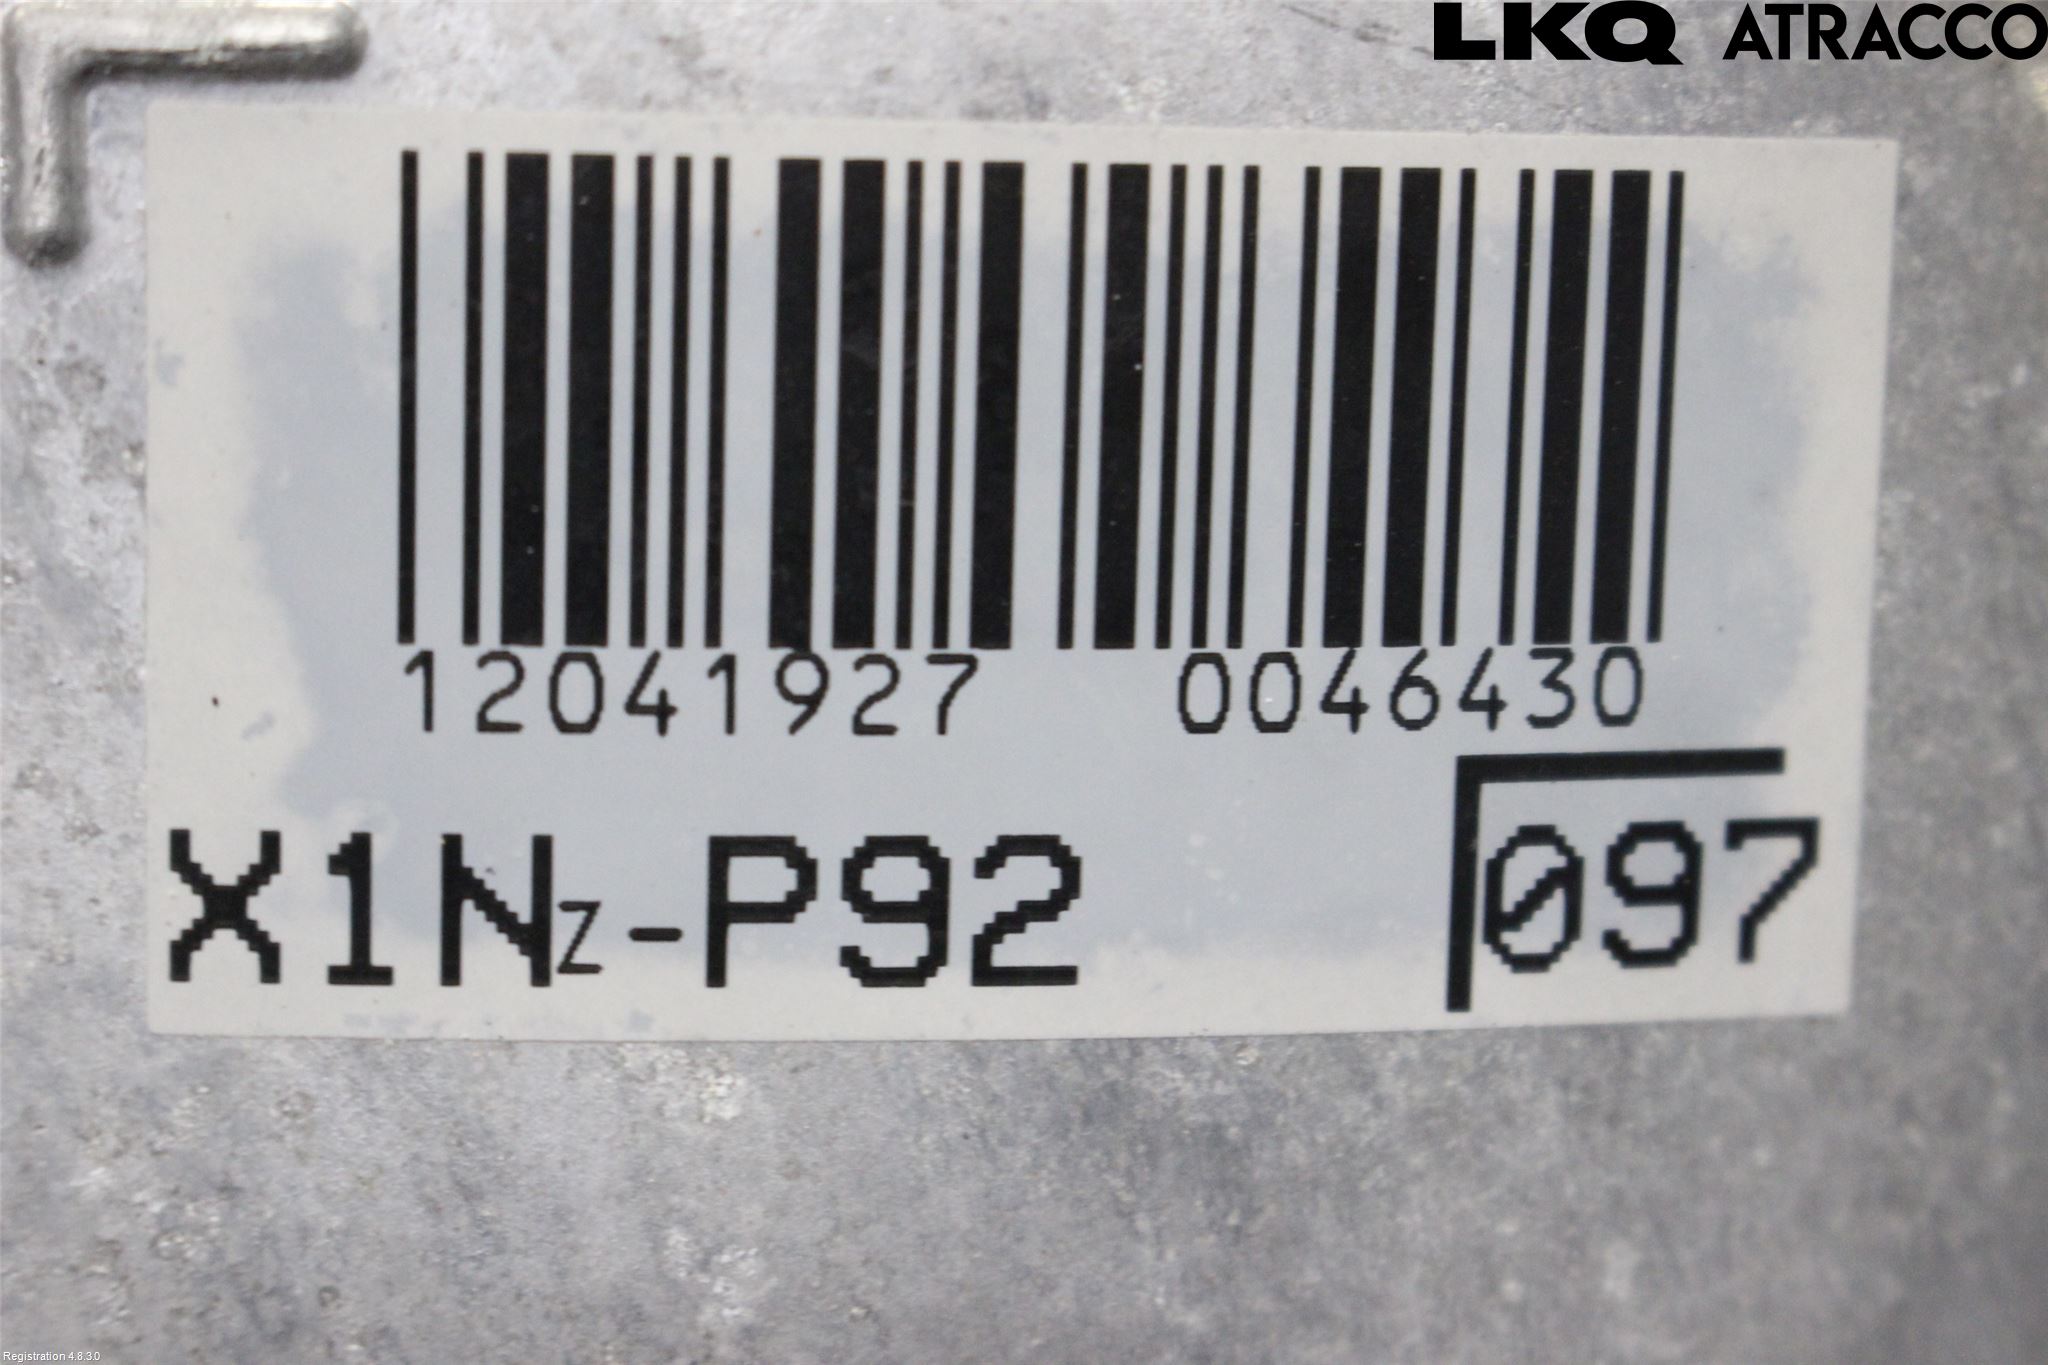 LKQ ATRACCO
12041927 0046430
X1Nz-P92 097
Registration 4.8.3.0